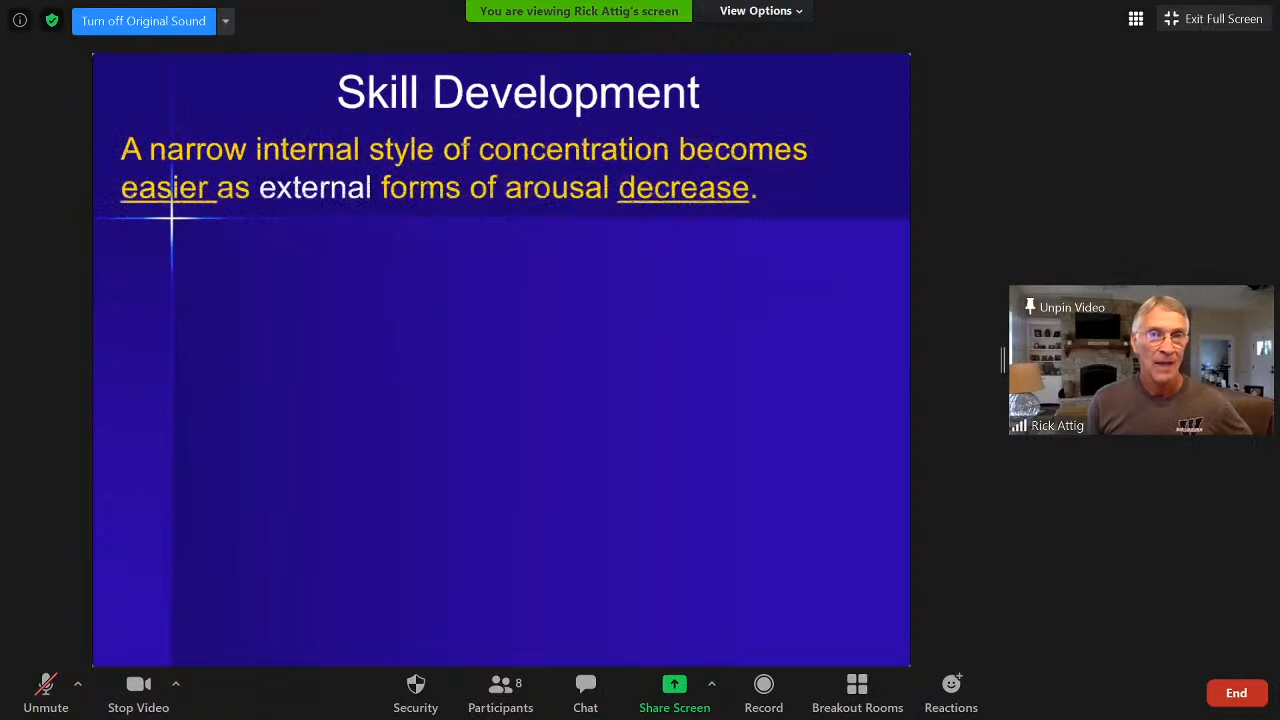 Turn off Original Sound
You are viewing Rick Attig's screen
View Options
Exit Full Screen
Skill Development
A narrow internal style of concentration becomes
easier as external forms of arousal decrease.
Unpin Video
Rick Attig
Unmute
Stop Video
Security
Participants
8
Chat
Share Screen
Record
Breakout Rooms
Reactions
End